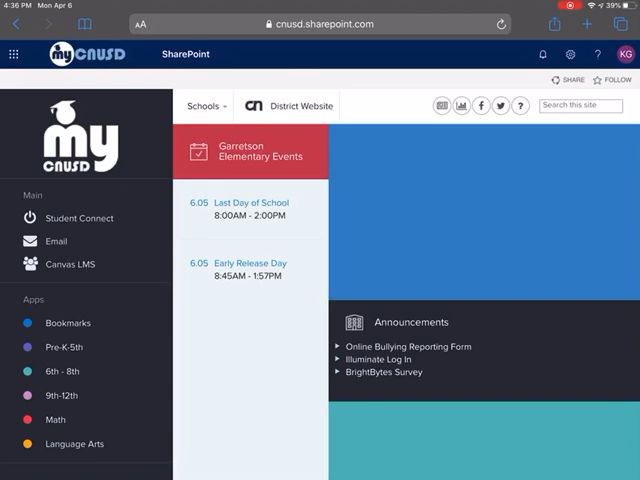 4:36 PM Mon Apr 6
39%
AA
cnusd.sharepoint.com
myCNUSD
SharePoint
?
KG
SHARE
FOLLOW
my
CNUSD
Schools
cn
District Website
f
?
Search this site
Garretson
Elementary Events
Main
Student Connect
Email
Canvas LMS
Apps
Bookmarks
Pre-K-5th
6th - 8th
9th-12th
Math
Language Arts
6.05 Last Day of School
8:00AM - 2:00PM
6.05 Early Release Day
8:45AM - 1:57PM
Announcements
Online Bullying Reporting Form
Illuminate Log In
BrightBytes Survey